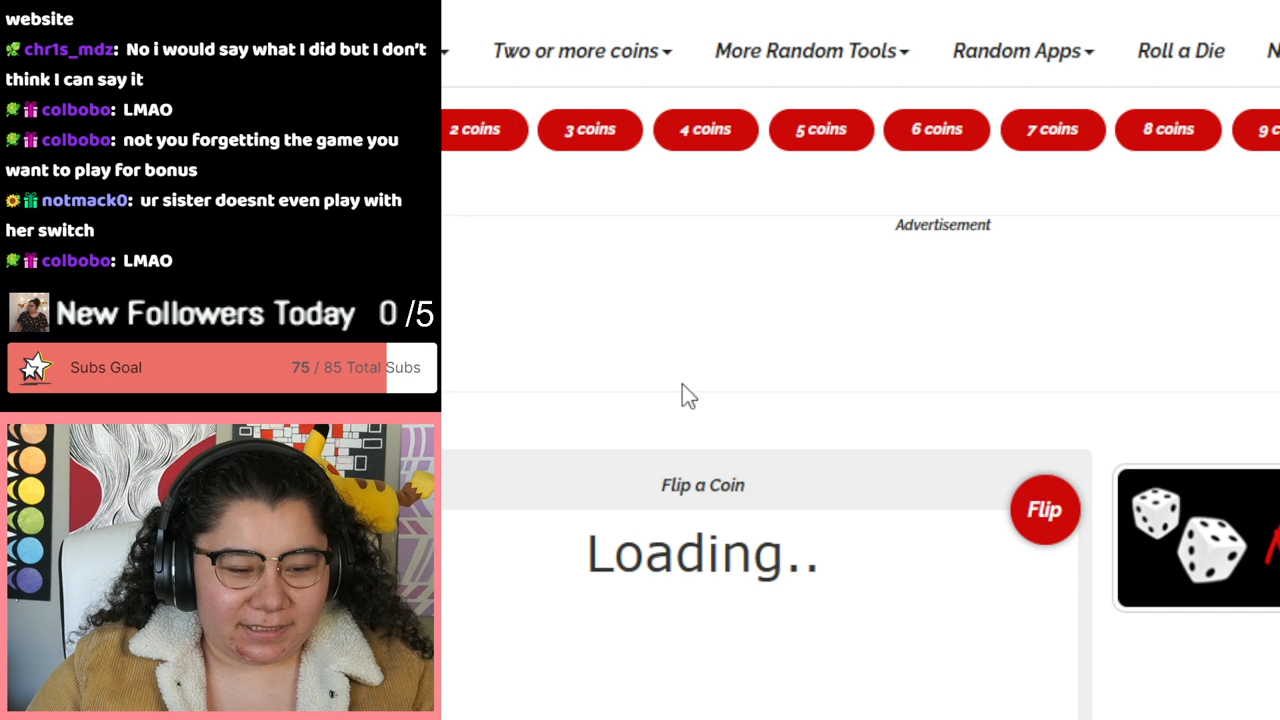 website
chr1s_mdz: No i would say what I did but I don't
think I can say it
colbobo: LMAO
colbobo: not you forgetting the game you
want to play for bonus
notmack0: ur sister doesnt even play with
her switch
colbobo: LMAO
New Followers Today 0 /5
Subs Goal 75 / 85 Total Subs
Two or more coins More Random Tools Random Apps Roll a Die
2 coins 3 coins 4 coins 5 coins 6 coins 7 coins 8 coins
Advertisement
Flip a Coin
Flip
Loading..